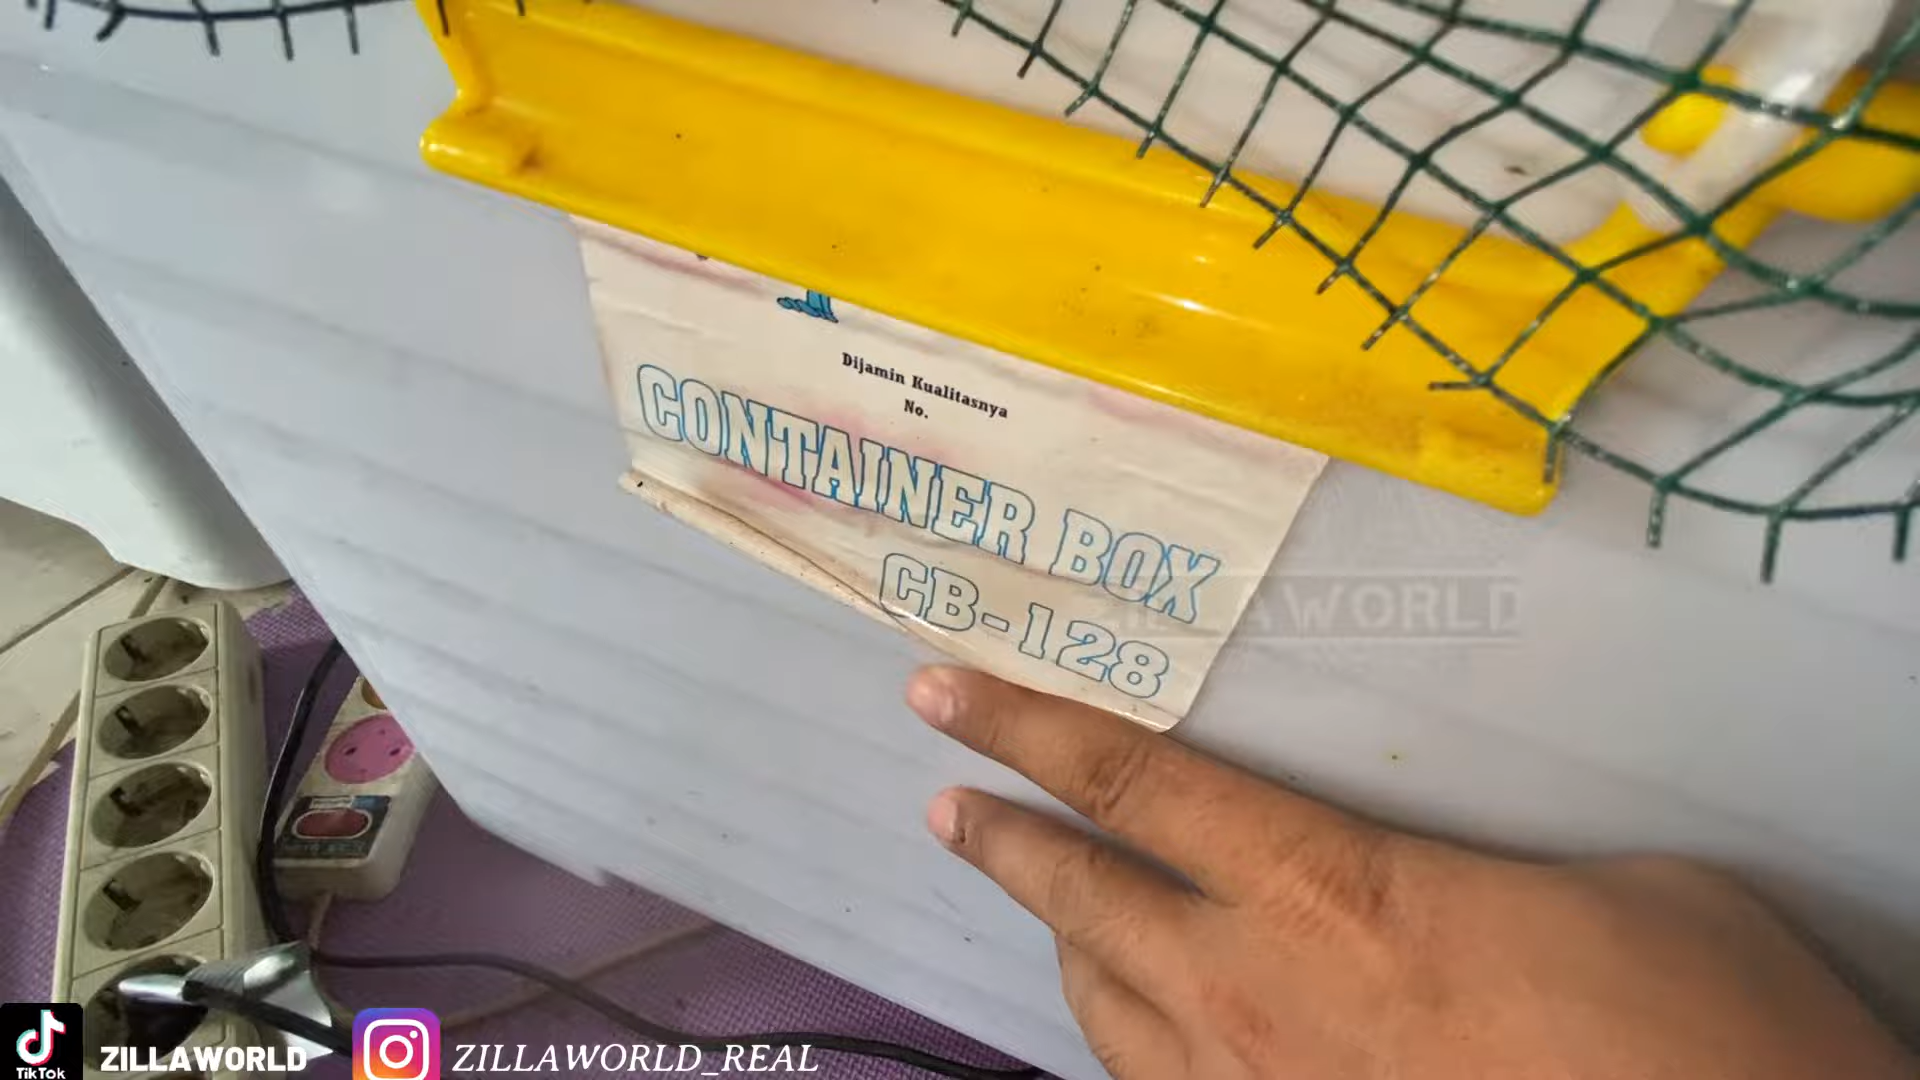 Dijamin Kualitasnya
No.
CONTAINER BOX
CB-128
ZILLAWORLD
TikTok
ZILLAWORLD
ZILLAWORLD_REAL